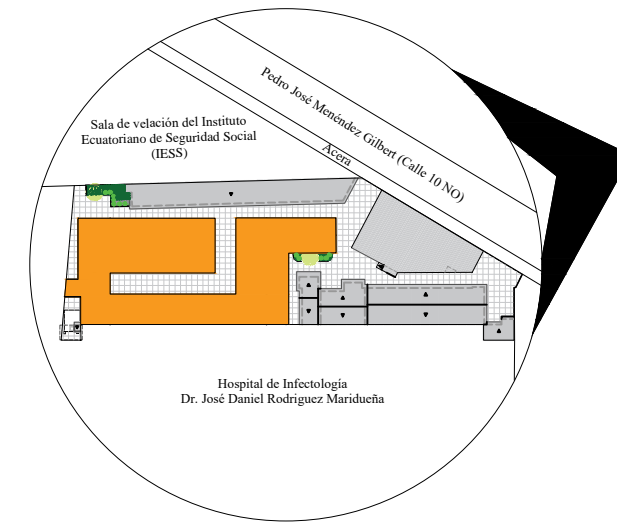 Pedro José Menéndez Gilbert (Calle 10 NO)
Acera
Sala de velación del Instituto
Ecuatoriano de Seguridad Social
(IESS)
Hospital de Infectología
Dr. José Daniel Rodriguez Maridueña